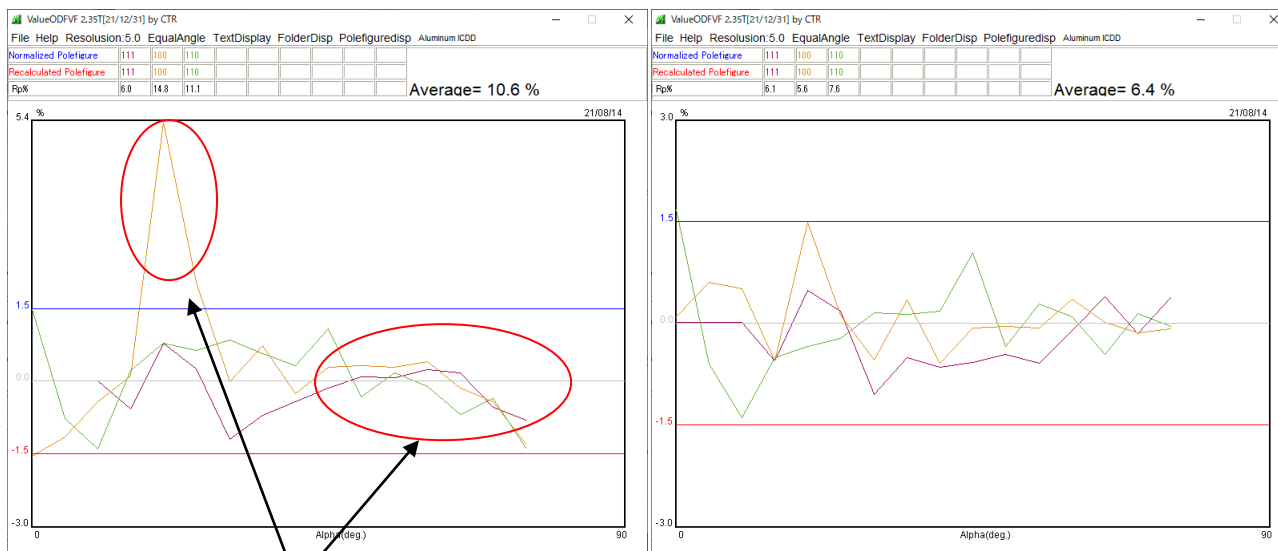 ValueODFVF 2.35T[21/12/31] by CTR
File Help Resolusion:5.0 EqualAngle TextDisplay FolderDisp Polefiguredisp Aluminum ICDD
Normalized Polefigure 111 100 110
Recalculated Polefigure 111 100 110
Rp% 6.0 14.8 11.1 Average= 10.6 %
5.4 % 21/08/14
1.5
0.0
-1.5
-3.0
0 Alpha(deg.) 90
ValueODFVF 2.35T[21/12/31] by CTR
File Help Resolusion:5.0 EqualAngle TextDisplay FolderDisp Polefiguredisp Aluminum ICDD
Normalized Polefigure 111 100 110
Recalculated Polefigure 111 100 110
Rp% 6.1 5.6 7.6 Average= 6.4 %
3.0 % 21/08/14
1.5
0.0
-1.5
-3.0
0 Alpha(deg.) 90